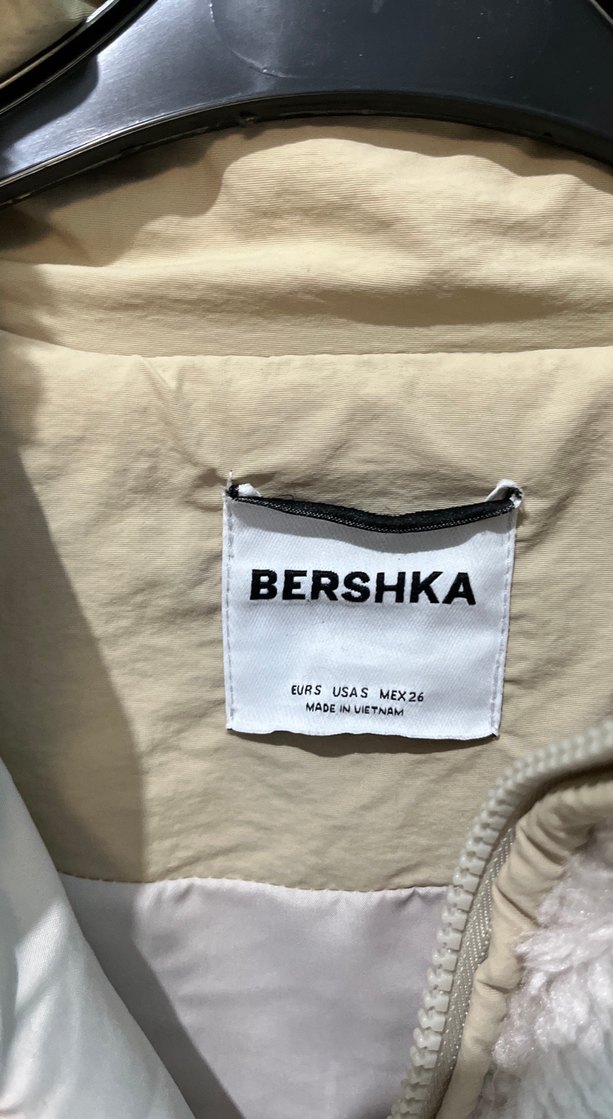 BERSHKA
EUR S USA S MEX 26
MADE IN VIETNAM